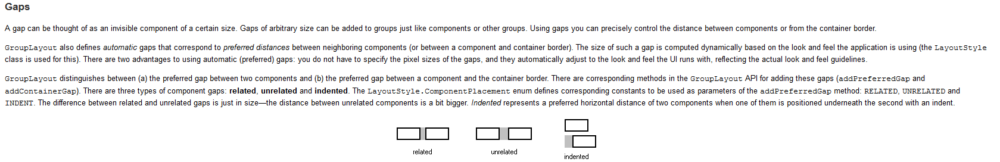 Gaps
A gap can be thought of as an invisible component of a certain size. Gaps of arbitrary size can be added to groups just like components or other groups. Using gaps you can precisely control the distance between components or from the container border.
GroupLayout also defines automatic gaps that correspond to preferred distances between neighboring components (or between a component and container border). The size of such a gap is computed dynamically based on the look and feel the application is using (the LayoutStyle
class is used for this). There are two advantages to using automatic (preferred) gaps: you do not have to specify the pixel sizes of the gaps, and they automatically adjust to the look and feel the UI runs with, reflecting the actual look and feel guidelines.
GroupLayout distinguishes between (a) the preferred gap between two components and (b) the preferred gap between a component and the container border. There are corresponding methods in the GroupLayout API for adding these gaps (addPreferredGap and
addContainerGap). There are three types of component gaps: related, unrelated and indented. The LayoutStyle.ComponentPlacement enum defines corresponding constants to be used as parameters of the addPreferredGap method: RELATED, UNRELATED and
INDENT. The difference between related and unrelated gaps is just in size—the distance between unrelated components is a bit bigger. Indented represents a preferred horizontal distance of two components when one of them is positioned underneath the second with an indent.
related
unrelated
indented